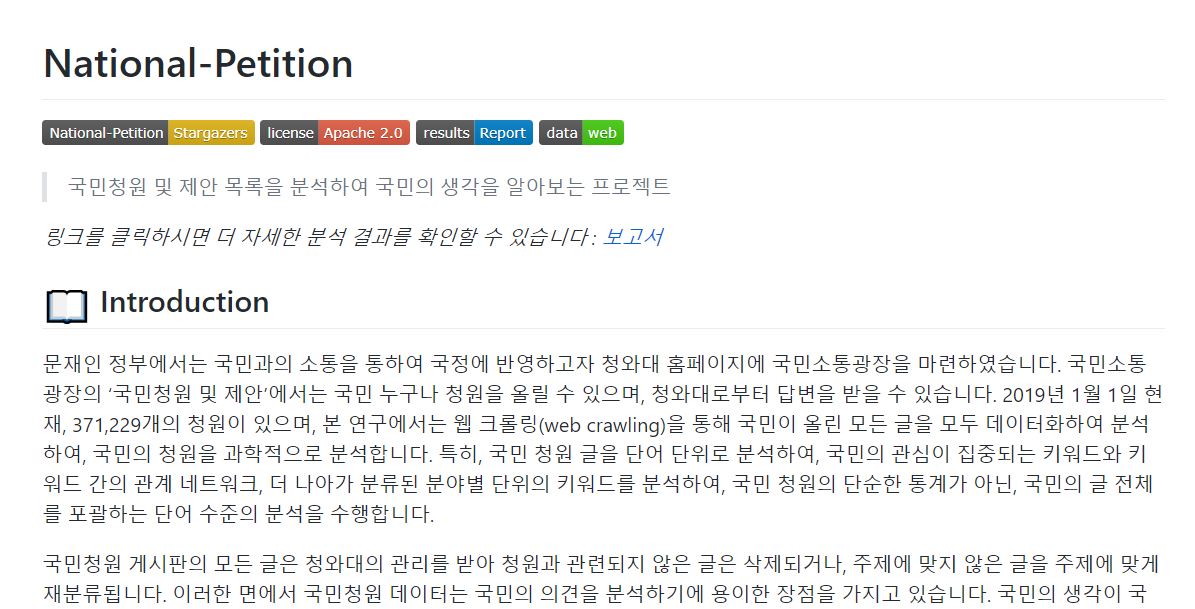 National-Petition
National-Petition Stargazers license Apache 2.0 results Report data web
국민청원 및 제안 목록을 분석하여 국민의 생각을 알아보는 프로젝트
링크를 클릭하시면 더 자세한 분석 결과를 확인할 수 있습니다 : 보고서
Introduction
문재인 정부에서는 국민과의 소통을 통하여 국정에 반영하고자 청와대 홈페이지에 국민소통광장을 마련하였습니다. 국민소통
광장의 ‘국민청원 및 제안’에서는 국민 누구나 청원을 올릴 수 있으며, 청와대로부터 답변을 받을 수 있습니다. 2019년 1월 1일 현
재, 371,229개의 청원이 있으며, 본 연구에서는 웹 크롤링(web crawling)을 통해 국민이 올린 모든 글을 모두 데이터화하여 분석
하여, 국민의 청원을 과학적으로 분석합니다. 특히, 국민 청원 글을 단어 단위로 분석하여, 국민의 관심이 집중되는 키워드와 키
워드 간의 관계 네트워크, 더 나아가 분류된 분야별 단위의 키워드를 분석하여, 국민 청원의 단순한 통계가 아닌, 국민의 글 전체
를 포괄하는 단어 수준의 분석을 수행합니다.
국민청원 게시판의 모든 글은 청와대의 관리를 받아 청원과 관련되지 않은 글은 삭제되거나, 주제에 맞지 않은 글을 주제에 맞게
재분류됩니다. 이러한 면에서 국민청원 데이터는 국민의 의견을 분석하기에 용이한 장점을 가지고 있습니다. 국민의 생각이 국